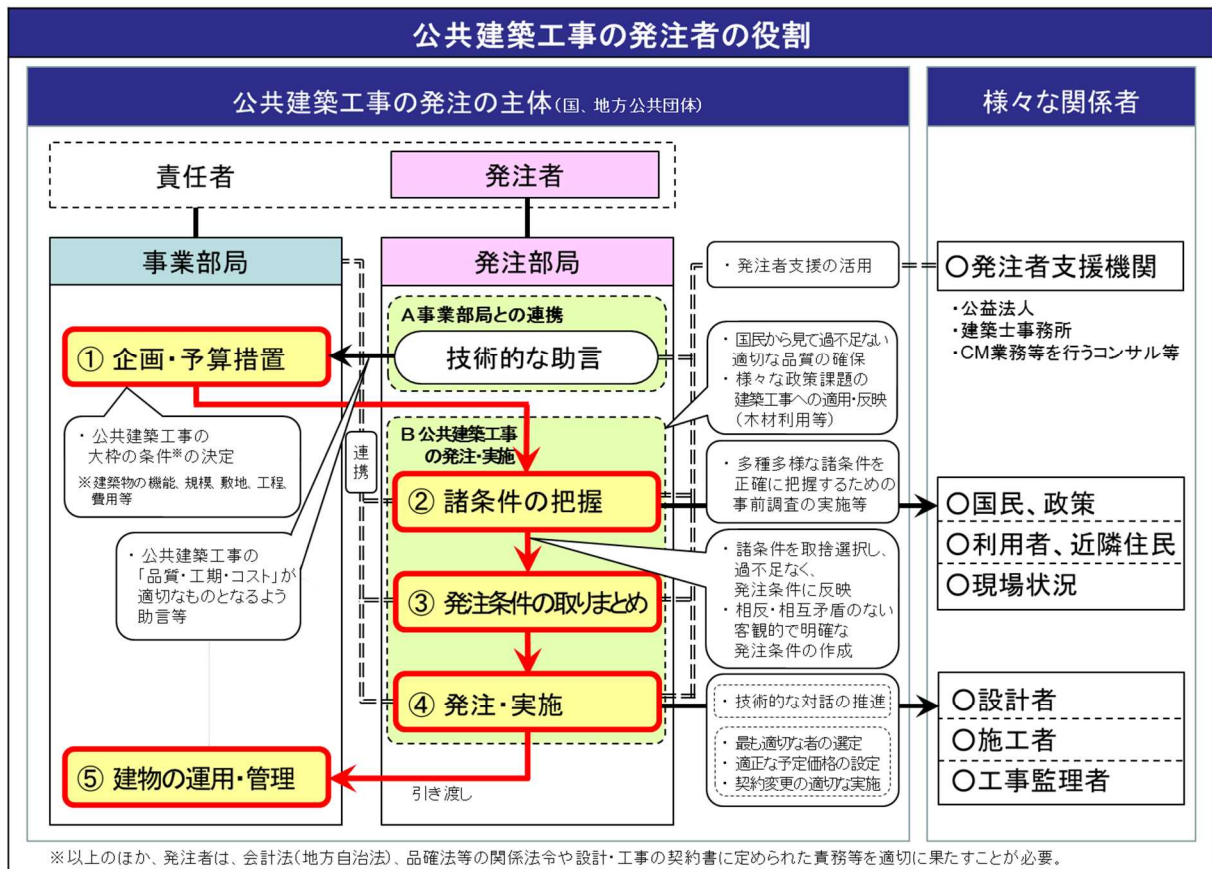 公共建築工事の発注者の役割
公共建築工事の発注の主体(国、地方公共団体)
様々な関係者
責任者
発注者
事業部局
発注部局
A事業部局との連携
技術的な助言
① 企画・予算措置
・公共建築工事の
大枠の条件※の決定
※建築物の機能、規模、敷地、工程、
費用等
・公共建築工事の
「品質・工期・コスト」が
適切なものとなるよう
助言等
連携
B 公共建築工事
の発注・実施
② 諸条件の把握
③ 発注条件の取りまとめ
④ 発注・実施
⑤ 建物の運用・管理
引き渡し
・発注者支援の活用
・国民から見て過不足ない
適切な品質の確保
・様々な政策課題の
建築工事への適用・反映
(木材利用等)
・多種多様な諸条件を
正確に把握するための
事前調査の実施等
・諸条件を取捨選択し、
過不足なく、
発注条件に反映
・相反・相互矛盾のない
客観的で明確な
発注条件の作成
・技術的な対話の推進
・最も適切な者の選定
・適正な予定価格の設定
・契約変更の適切な実施
〇発注者支援機関
・公益法人
・建築士事務所
・CM業務等を行うコンサル等
〇国民、政策
〇利用者、近隣住民
〇現場状況
〇設計者
〇施工者
〇工事監理者
※以上のほか、発注者は、会計法(地方自治法)、品確法等の関係法令や設計・工事の契約書に定められた責務等を適切に果たすことが必要。